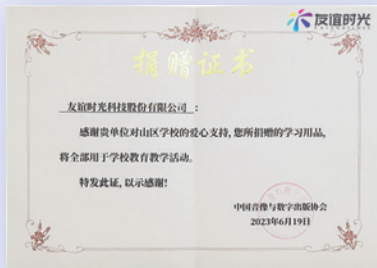 友谊时光
捐赠证书
友谊时光科技股份有限公司：
感谢贵单位对山区学校的爱心支持,您所捐赠的学习用品,
将全部用于学校教育教学活动。
特发此证,以示感谢!
中国音像与数字出版协会
2023年6月19日